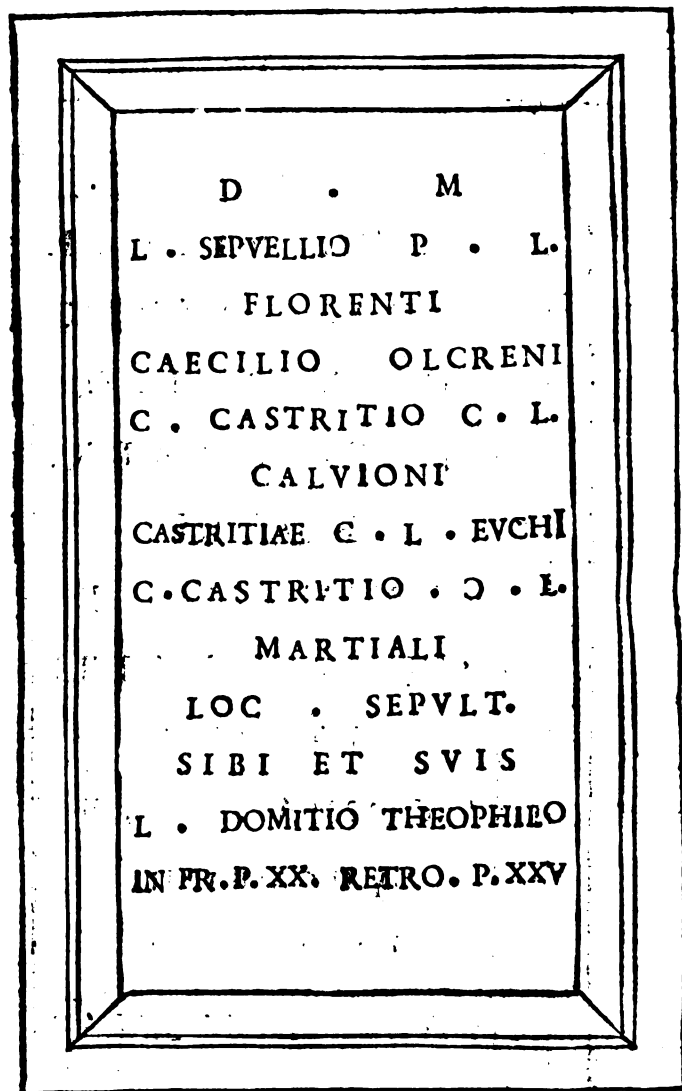 D . M
L . SEPVELLIO P . L.
FLORENTI
CAECILIO OLCRENI
C . CASTRITIO C . L.
CALVIONI
CASTRITIAE C . L . EVCHI
C . CASTRITIO . Ɔ . L.
MARTIALI
LOC . SEPVLT.
SIBI ET SVIS
L . DOMITIO THEOPHILO
IN FR . P. XX. RETRO. P. XXV